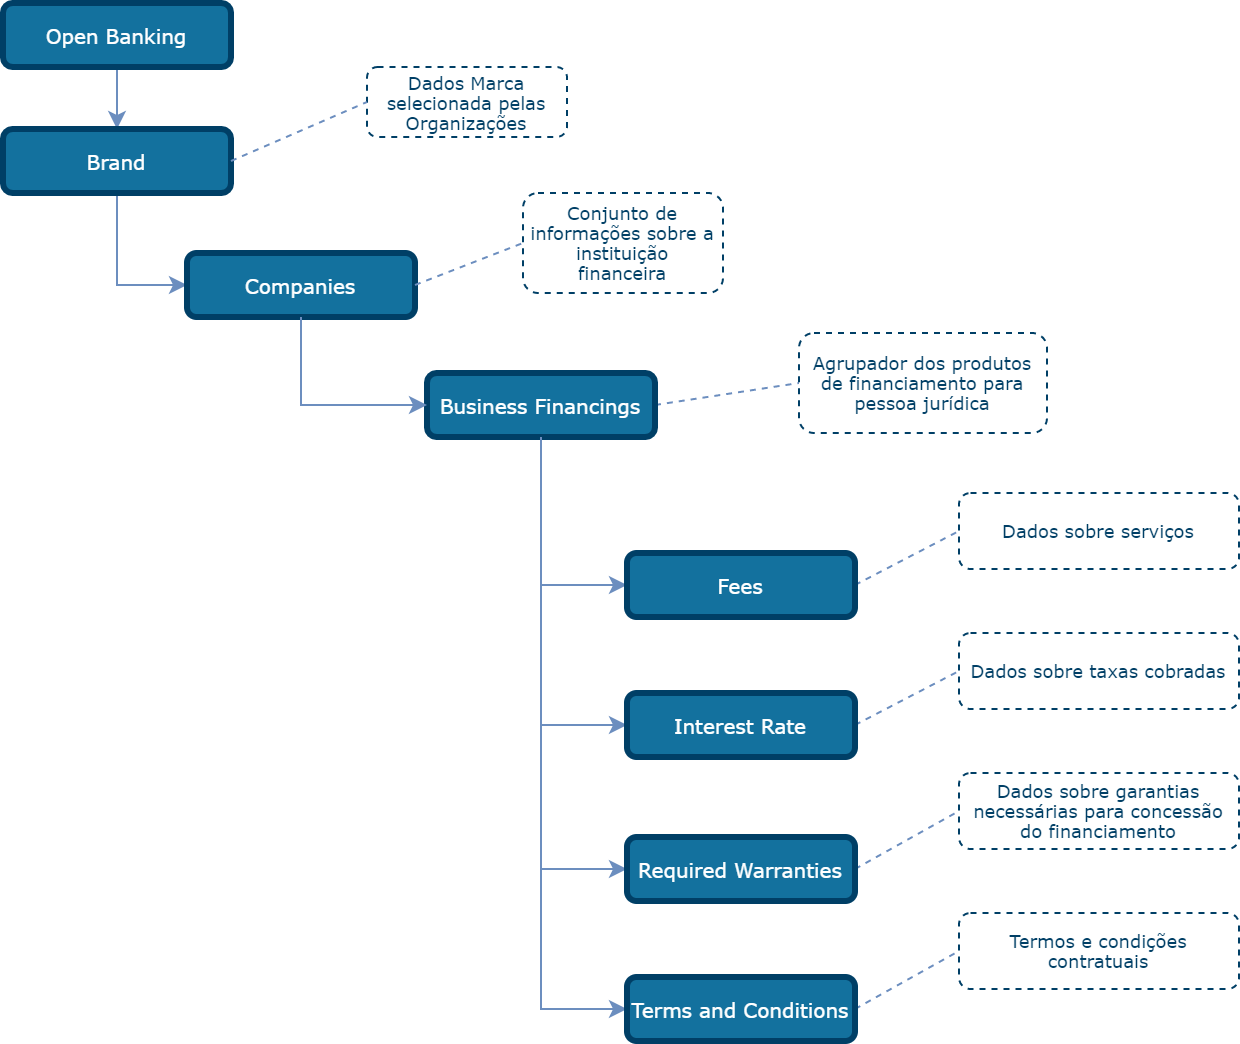 Open Banking
Dados Marca
selecionada pelas
Organizações
Brand
Conjunto de
informações sobre a
instituição
financeira
Companies
Agrupador dos produtos
de financiamento para
pessoa jurídica
Business Financings
Dados sobre serviços
Fees
Dados sobre taxas cobradas
Interest Rate
Dados sobre garantias
necessárias para concessão
do financiamento
Required Warranties
Termos e condições
contratuais
Terms and Conditions